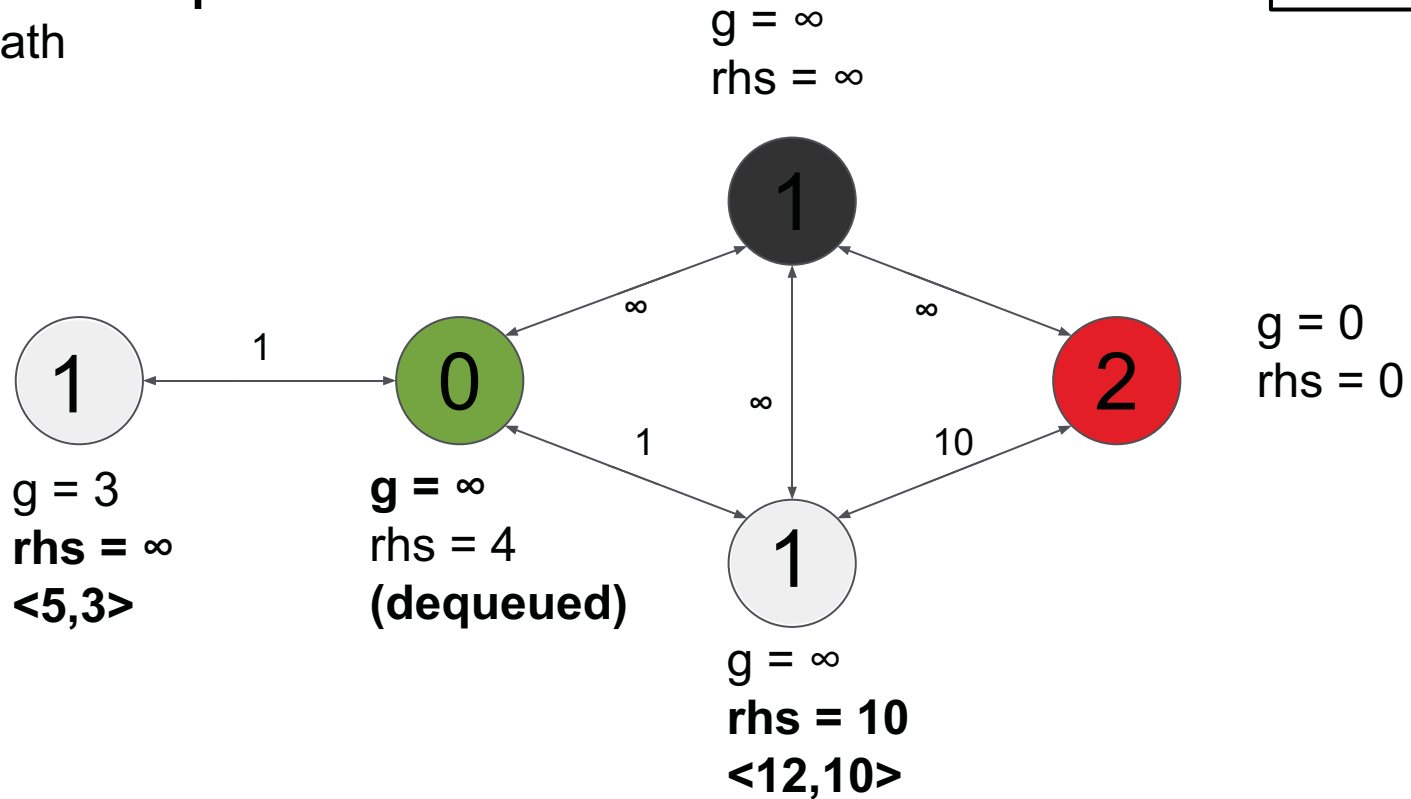 ath
g = ∞
rhs = ∞
1
∞
∞
1
1
0
2
g = 0
rhs = 0
∞
1
10
g = 3
rhs = ∞
<5,3>
g = ∞
rhs = 4
(dequeued)
1
g = ∞
rhs = 10
<12,10>